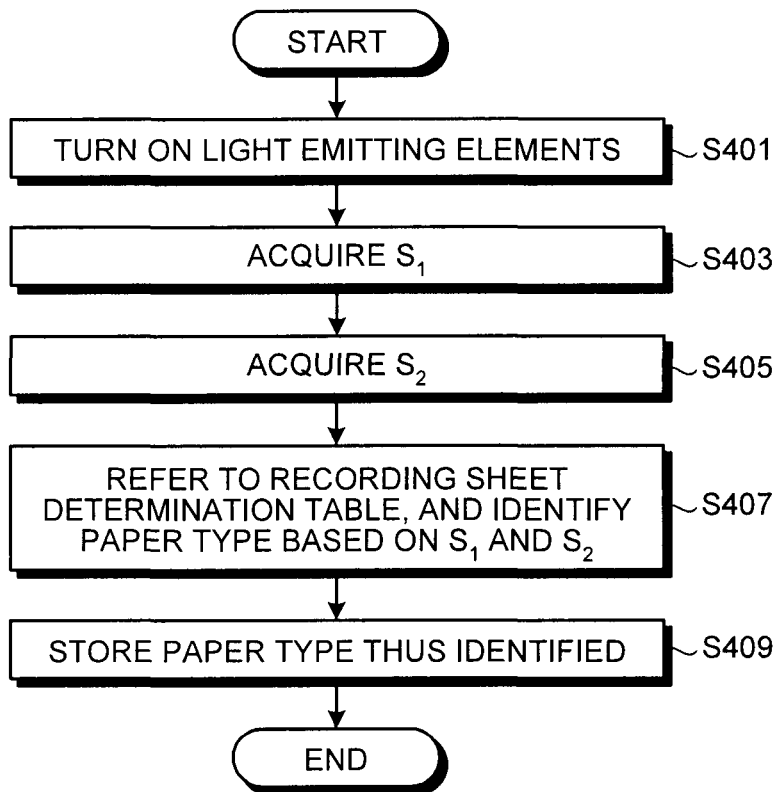 START
TURN ON LIGHT EMITTING ELEMENTS
S401
ACQUIRE S₁
S403
ACQUIRE S₂
S405
REFER TO RECORDING SHEET
DETERMINATION TABLE, AND IDENTIFY
PAPER TYPE BASED ON S₁ AND S₂
S407
STORE PAPER TYPE THUS IDENTIFIED
S409
END